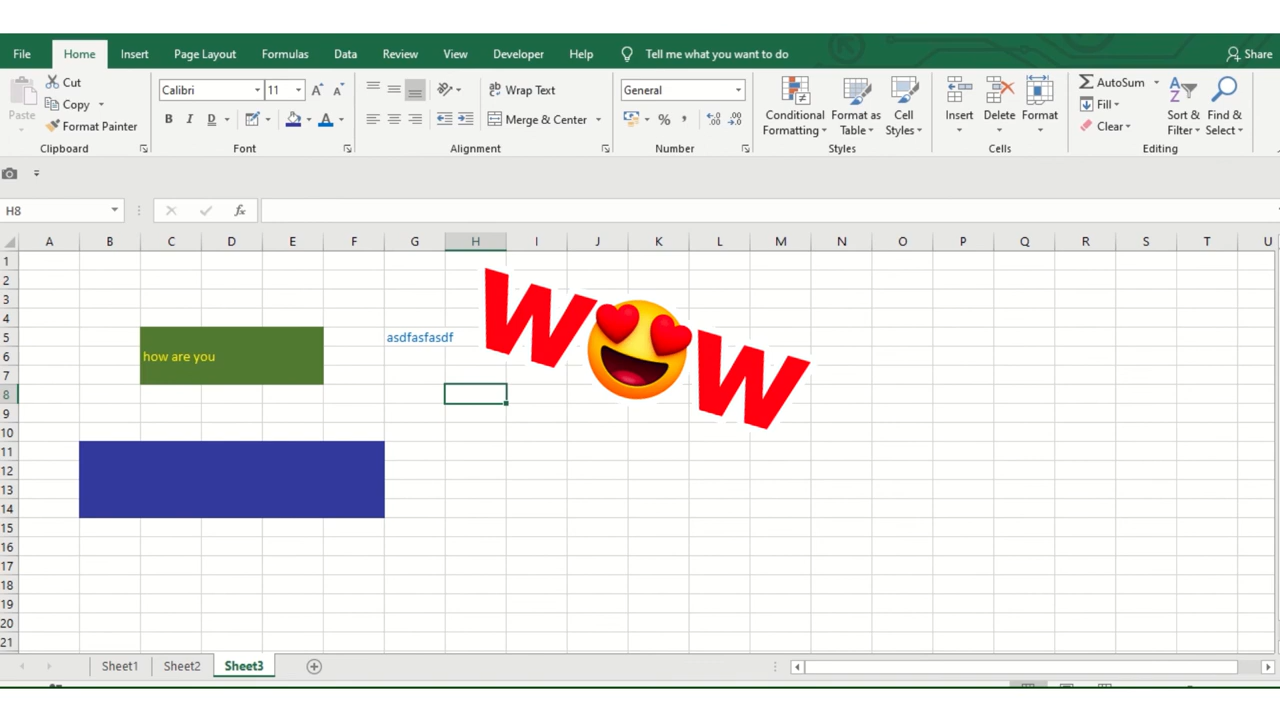 File Home Insert Page Layout Formulas Data Review View Developer Help Tell me what you want to do Share
Paste
Cut
Copy
Format Painter
Clipboard
Calibri 11
B I D A
Font
Wrap Text
Merge & Center
Alignment
General
%
Number
Conditional Formatting
Format as Table
Cell Styles
Styles
Insert Delete Format
Cells
AutoSum
Fill
Clear
Sort & Filter
Find & Select
Editing
H8 fx
A B C D E F G H I J K L M N O P Q R S T U
1
2
3
4
5 asdfasfasdf
6 how are you
7
8
9
10
11
12
13
14
15
16
17
18
19
20
21
WOW
Sheet1 Sheet2 Sheet3